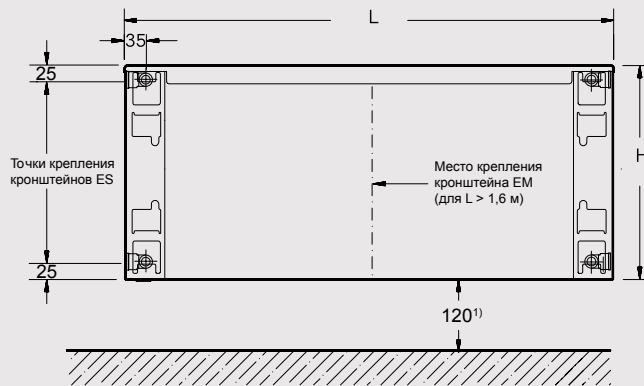 L
35
25
Точки крепления
кронштейнов ES
Место крепления
кронштейна EM
(для L > 1,6 м)
H
25
120¹⁾